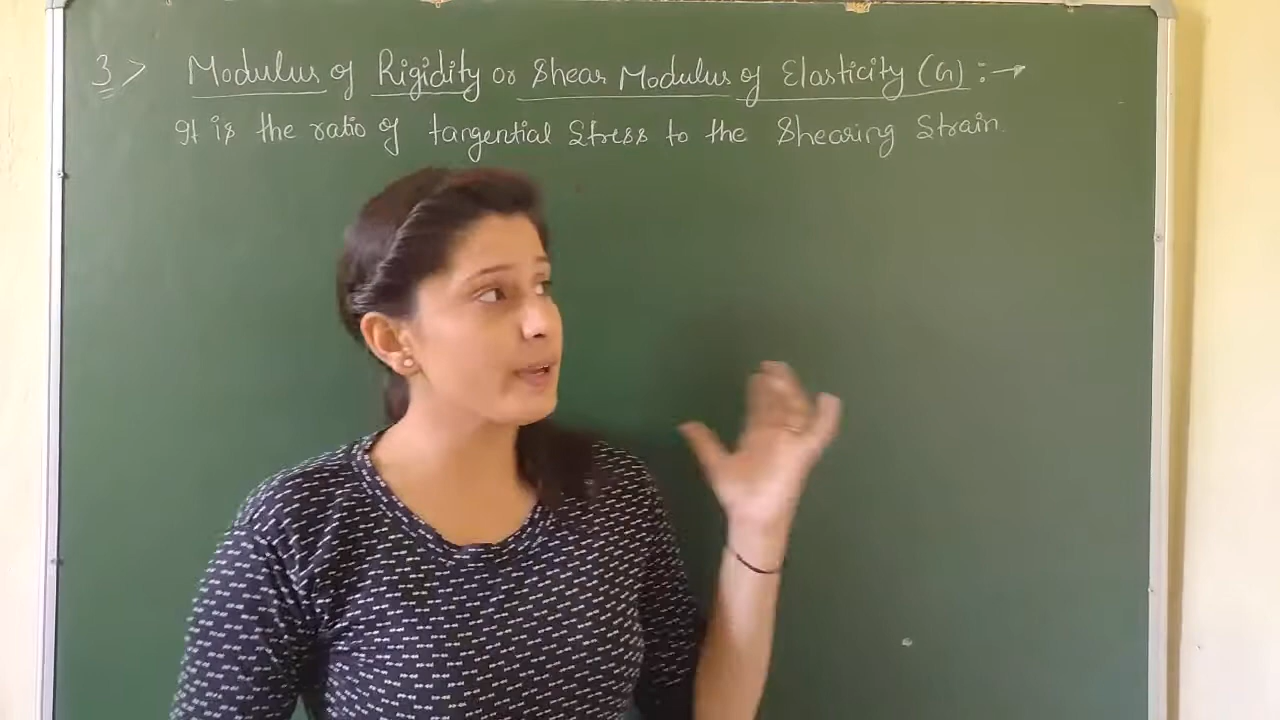 3> Modulus of Rigidity or Shear Modulus of Elasticity (G) :→
It is the ratio of tangential Stress to the Shearing Strain.